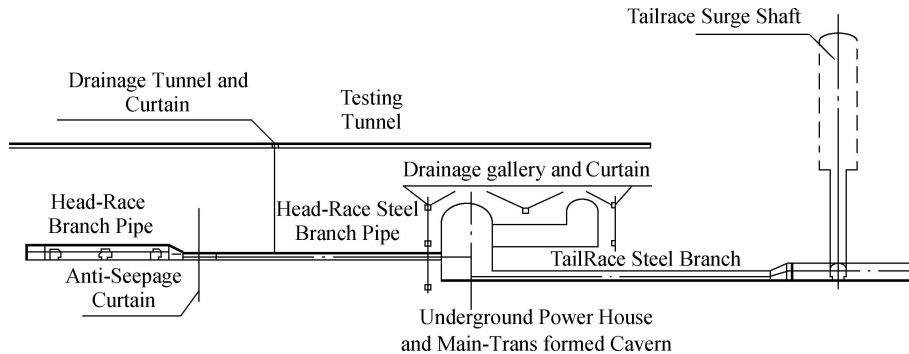 Tailrace Surge Shaft
Drainage Tunnel and
Curtain
Testing
Tunnel
Drainage gallery and Curtain
Head-Race
Branch Pipe
Head-Race Steel
Branch Pipe
Anti-Seepage
Curtain
TailRace Steel Branch
Underground Power House
and Main-Trans formed Cavern